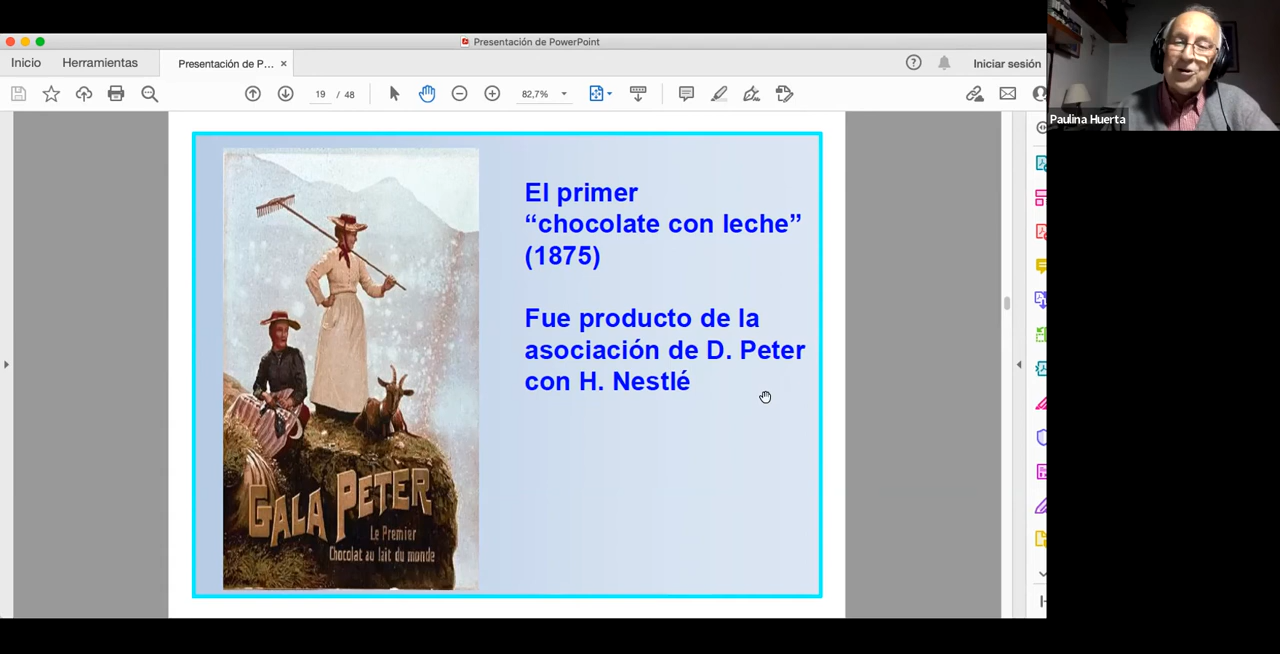 Presentación de PowerPoint
Inicio
Herramientas
Presentación de P...
Iniciar sesión
19 / 48
82,7%
Paulina Huerta
El primer
“chocolate con leche”
(1875)
Fue producto de la
asociación de D. Peter
con H. Nestlé
GALA PETER
Le Premier
Chocolat au lait du monde